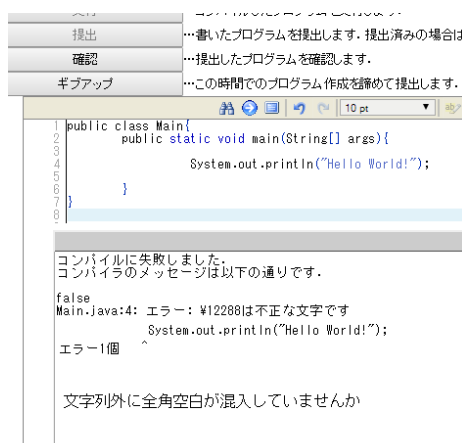 提出
…書いたプログラムを提出します. 提出済みの場合は
確認
…提出したプログラムを確認します.
ギブアップ
…この時間でのプログラム作成を諦めて提出します.
10 pt
1 public class Main{
2 public static void main(String[] args){
3
4 System.out.println("Hello World!");
5
6 }
7 }
8
コンパイルに失敗しました.
コンパイラのメッセージは以下の通りです.
false
Main.java:4: エラー: ¥12288は不正な文字です
System.out.println("Hello World!");
エラー1個 ^
文字列外に全角空白が混入していませんか